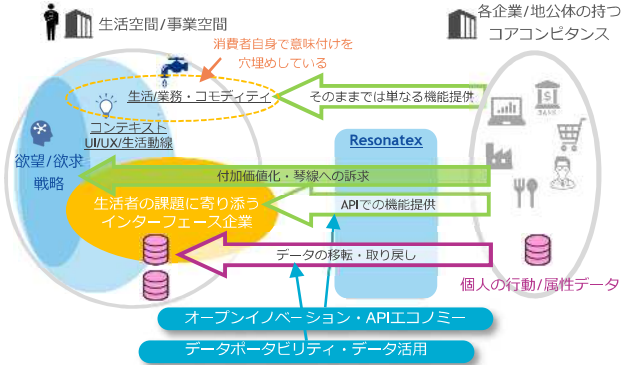 生活空間/事業空間
各企業/地公体の持つ
コアコンピタンス
消費者自身で意味付けを
穴埋めしている
生活/業務・コモディティ
そのままでは単なる機能提供
$
BANK
コンテキスト
UI/UX/生活動線
Resonatex
欲望/欲求
戦略
付加価値化・琴線への訴求
生活者の課題に寄り添う
インターフェース企業
APIでの機能提供
データの移転・取り戻し
個人の行動/属性データ
オープンイノベーション・APIエコノミー
データポータビリティ・データ活用